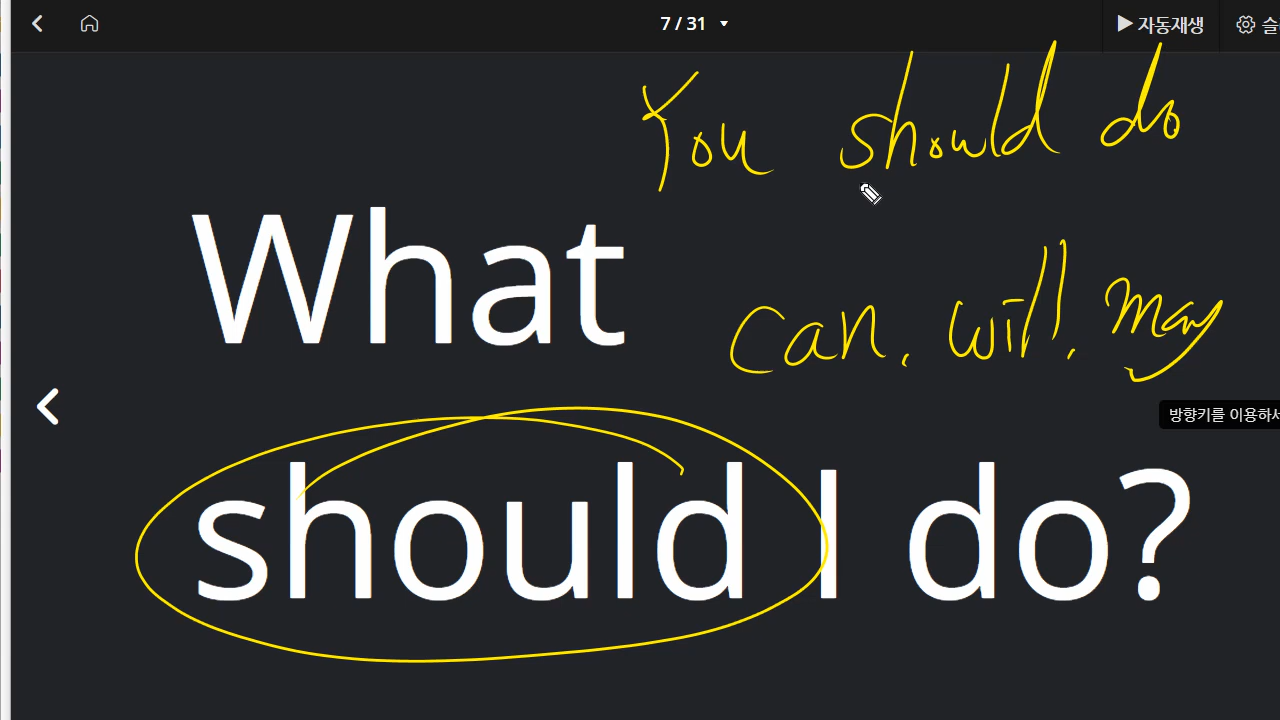 7 / 31
▶ 자동재생
슬
You should do
What
can, will, May
방향키를 이용하
should I do?